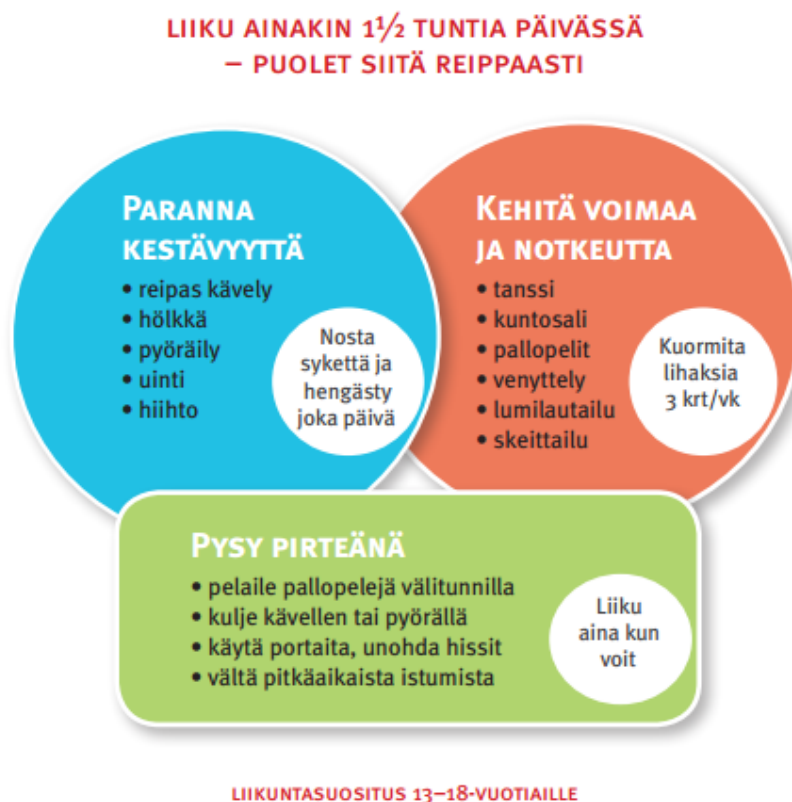 LIIKU AINAKIN 1½ TUNTIA PÄIVÄSSÄ
– PUOLET SIITÄ REIPPAASTI
PARANNA
KESTÄVYYTTÄ
• reipas kävely
• hölkkä
• pyöräily
• uinti
• hiihto
Nosta
sykettä ja
hengästy
joka päivä
KEHITÄ VOIMAA
JA NOTKEUTTA
• tanssi
• kuntosali
• pallopelit
• venyttely
• lumilautailu
• skeittailu
Kuormita
lihaksia
3 krt/vk
PYSY PIRTEÄNÄ
• pelaile pallopelejä välitunnilla
• kulje kävellen tai pyörällä
• käytä portaita, unohda hissit
• vältä pitkäaikaista istumista
Liiku
aina kun
voit
LIIKUNTASUOSITUS 13–18-VUOTIAILLE